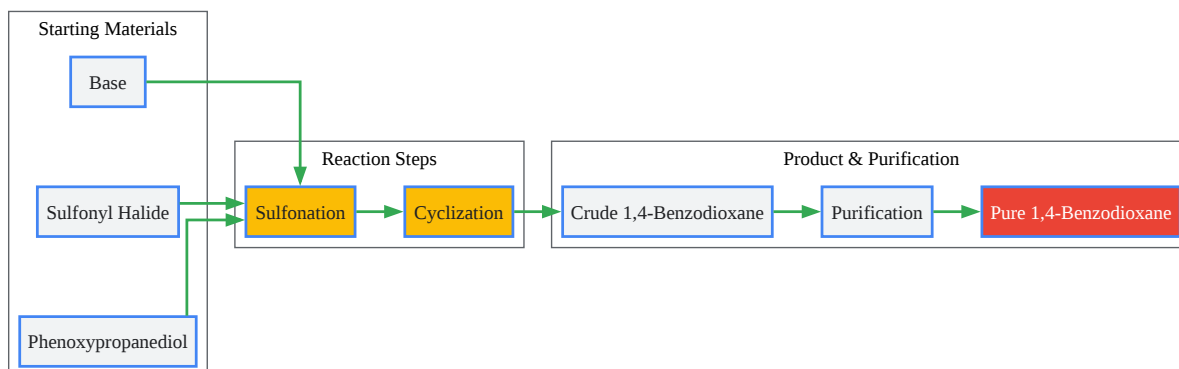 Starting Materials
Base
Sulfonyl Halide
Phenoxypropanediol
Reaction Steps
Sulfonation
Cyclization
Product & Purification
Crude 1,4-Benzodioxane
Purification
Pure 1,4-Benzodioxane